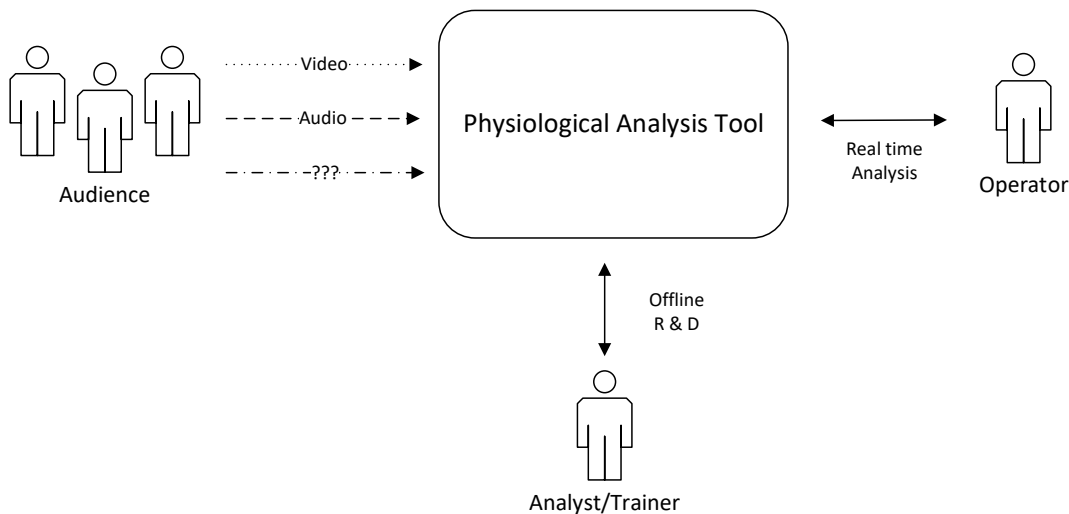 Video
Audio
???
Audience
Physiological Analysis Tool
Real time
Analysis
Operator
Offline
R & D
Analyst/Trainer